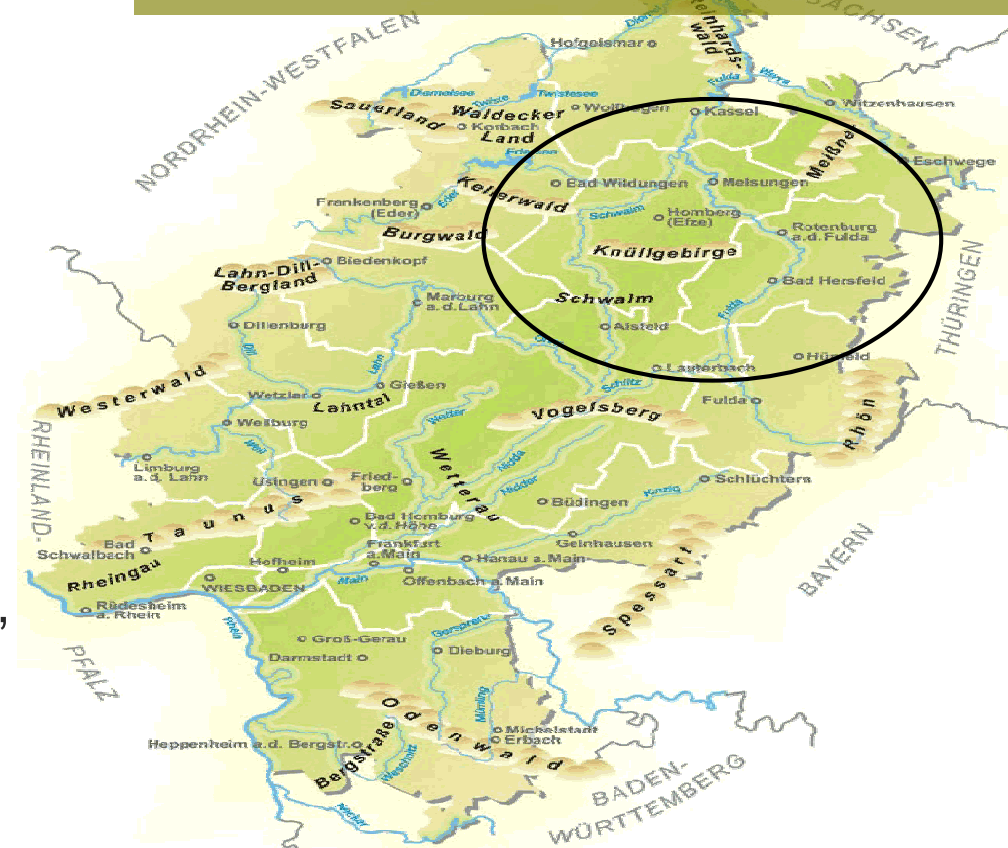 SACHSEN
NORDRHEIN-WESTFALEN
Diemel
Reinhards-
wald
Hofgeismar
Fulda
Werra
Diemelsee
Twiste
Twistesee
Sauerland
Waldecker
Land
Korbach
Wolfhagen
Kassel
Witzenhausen
Meißner
Eschwege
Bad Wildungen
Melsungen
Kellerwald
Frankenberg
(Eder)
Eder
Schwalm
Homberg
(Efze)
Rotenburg
a.d.Fulda
Burgwald
Knüllgebirge
Lahn-Dill-
Bergland
Biedenkopf
Bad Hersfeld
THÜRINGEN
Marburg
a.d.Lahn
Schwalm
Fulda
Dillenburg
Alsfeld
Dill
Lahn
Hünfeld
Lauterbach
Westerwald
Gießen
Schlitz
Wetzlar
Lahntal
Fulda
Wetter
Vogelsberg
Rhön
Weilburg
RHEINLAND-
Weil
Wetterau
Nidda
Limburg
a.d. Lahn
Usingen
Fried-
berg
Nidder
Kinzig
Schlüchtern
Büdingen
Taunus
Bad Homburg
v.d.Höhe
Bad
Schwalbach
Frankfurt
a.Main
Gelnhausen
Hofheim
Hanau a.Main
Spessart
BAYERN
Rheingau
WIESBADEN
Main
Offenbach a.Main
Rüdesheim
a. Rhein
,
Rhein
Gersprenz
Groß-Gerau
Dieburg
Darmstadt
PFALZ
Mümling
Odenwald
Michelstadt
Erbach
Heppenheim a.d. Bergstr.
Bergstraße
Weschnitz
BADEN-
WÜRTTEMBERG
Neckar